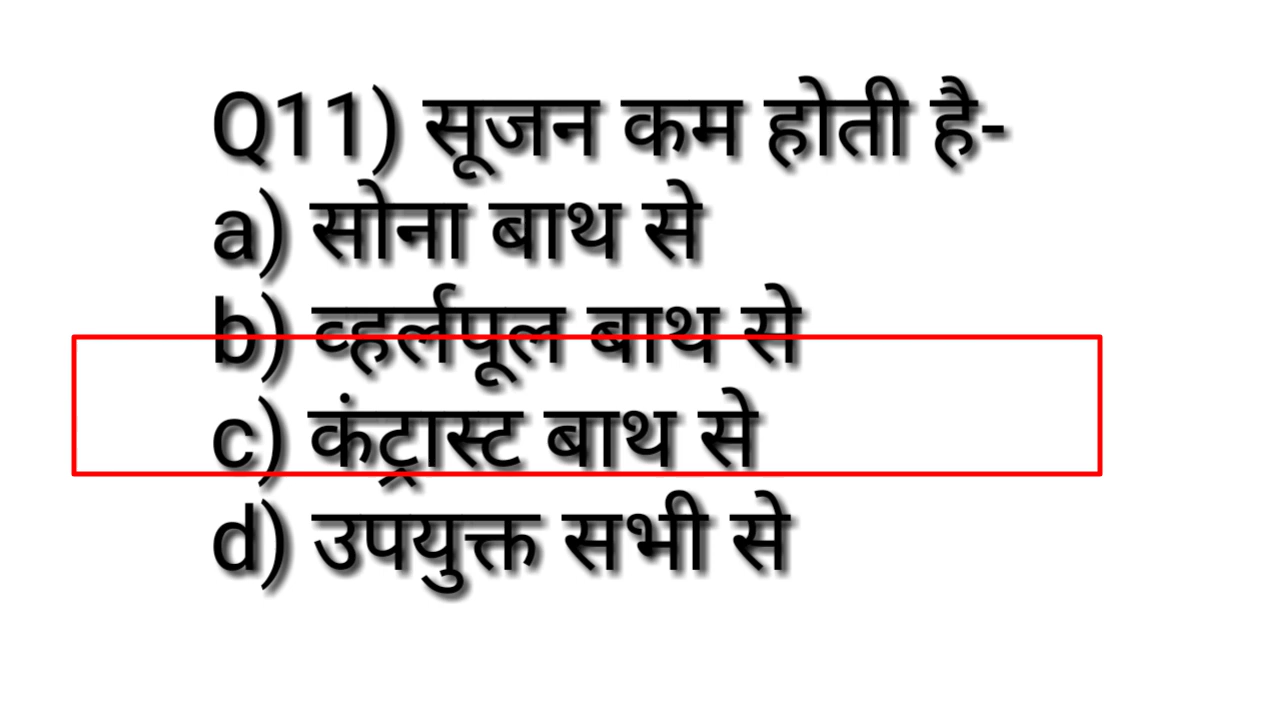 Q11) सूजन कम होती है-
a) सोना बाथ से
b) व्हर्लपूल बाथ से
c) कंट्रास्ट बाथ से
d) उपयुक्त सभी से